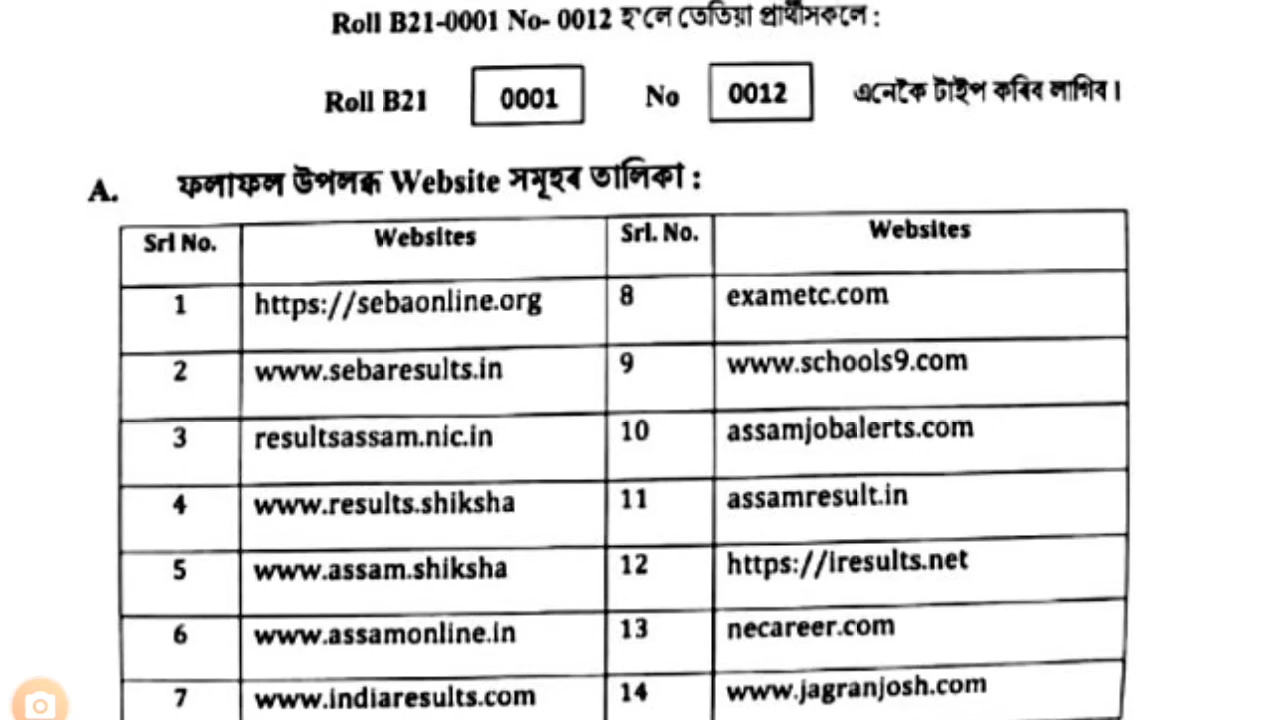 Roll B21-0001 No- 0012 হ'লে তেতিয়া প্ৰাৰ্থীসকলে :
Roll B21 0001 No 0012 এনেকৈ টাইপ কৰিব লাগিব।
A. ফলাফল উপলব্ধ Website সমূহৰ তালিকা :
Srl No. Websites Srl. No. Websites
1 https://sebaonline.org 8 exametc.com
2 www.sebaresults.in 9 www.schools9.com
3 resultsassam.nic.in 10 assamjobalerts.com
4 www.results.shiksha 11 assamresult.in
5 www.assam.shiksha 12 https://iresults.net
6 www.assamonline.in 13 necareer.com
7 www.indiaresults.com 14 www.jagranjosh.com